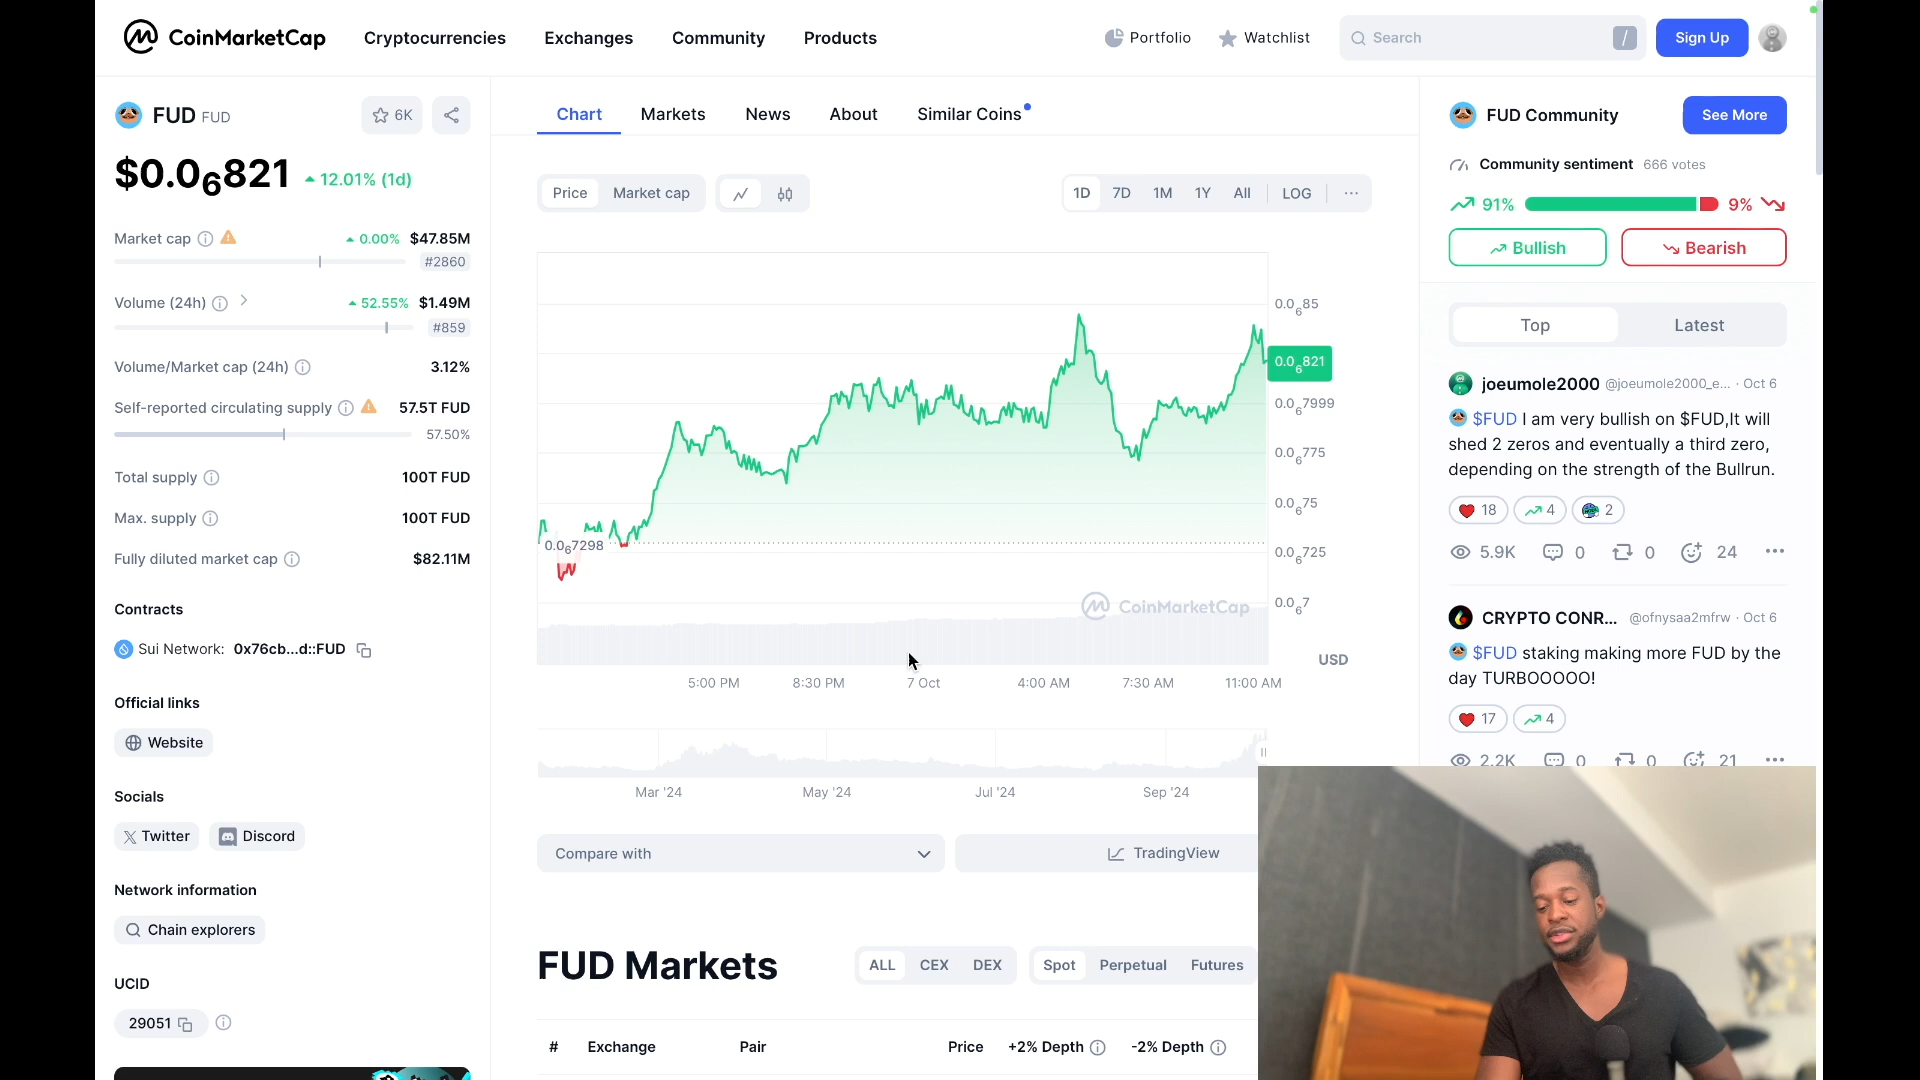 CoinMarketCap
Cryptocurrencies
Exchanges
Community
Products
Portfolio
Watchlist
Search
/
Sign Up
FUD FUD
6K
$0.0₆821
12.01% (1d)
Market cap
0.00% $47.85M
#2860
Volume (24h)
52.55% $1.49M
#859
Volume/Market cap (24h)
3.12%
Self-reported circulating supply
57.5T FUD
57.50%
Total supply
100T FUD
Max. supply
100T FUD
Fully diluted market cap
$82.11M
Contracts
Sui Network: 0x76cb...d::FUD
Official links
Website
Socials
Twitter
Discord
Network information
Chain explorers
UCID
29051
Chart
Markets
News
About
Similar Coins
Price
Market cap
1D
7D
1M
1Y
All
LOG
0.0₆85
0.0₆821
0.0₆7999
0.0₆775
0.0₆75
0.0₆725
0.0₆7
0.0₆7298
CoinMarketCap
USD
5:00 PM
8:30 PM
7 Oct
4:00 AM
7:30 AM
11:00 AM
Mar '24
May '24
Jul '24
Sep '24
Compare with
TradingView
FUD Markets
ALL
CEX
DEX
Spot
Perpetual
Futures
#
Exchange
Pair
Price
+2% Depth
-2% Depth
FUD Community
See More
Community sentiment 666 votes
91%
9%
Bullish
Bearish
Top
Latest
joeumole2000 @joeumole2000_e... · Oct 6
$FUD I am very bullish on $FUD,It will
shed 2 zeros and eventually a third zero,
depending on the strength of the Bullrun.
18
4
2
5.9K
0
0
24
CRYPTO CONR... @ofnysaa2mfrw · Oct 6
$FUD staking making more FUD by the
day TURBOOOOO!
17
4
2.2K
0
0
21